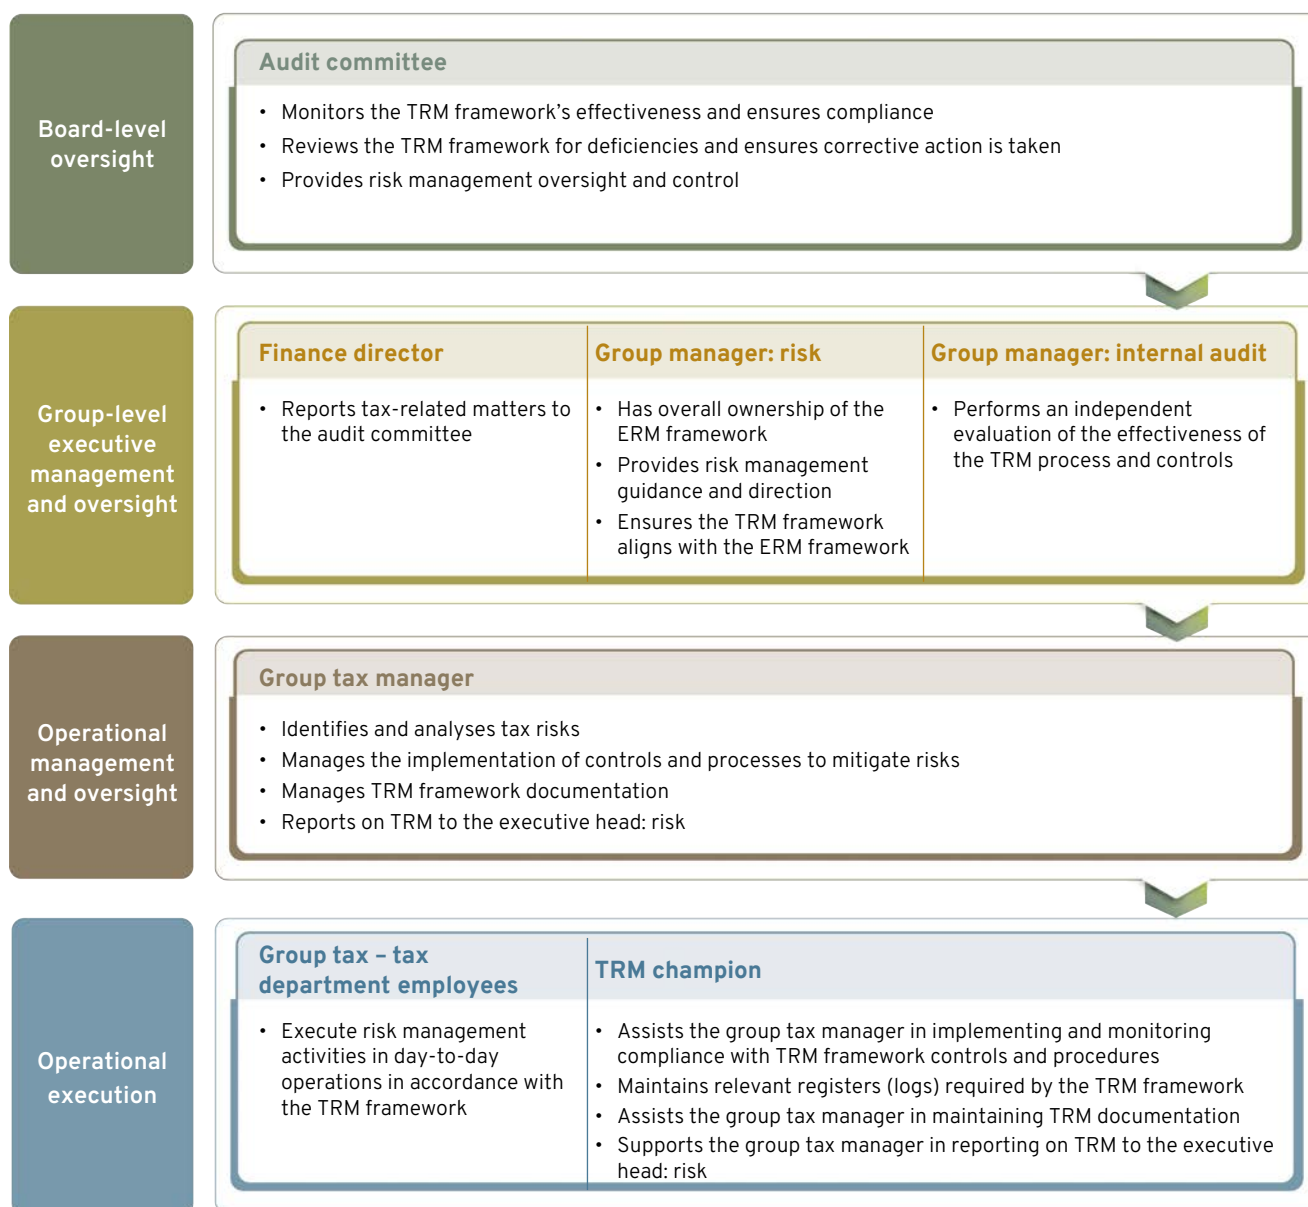 Board-level
oversight
Audit committee
• Monitors the TRM framework’s effectiveness and ensures compliance
• Reviews the TRM framework for deficiencies and ensures corrective action is taken
• Provides risk management oversight and control
Group-level
executive
management
and oversight
Finance director
• Reports tax-related matters to
the audit committee
Group manager: risk
• Has overall ownership of the
ERM framework
• Provides risk management
guidance and direction
• Ensures the TRM framework
aligns with the ERM framework
Group manager: internal audit
• Performs an independent
evaluation of the effectiveness of
the TRM process and controls
Operational
management
and oversight
Group tax manager
• Identifies and analyses tax risks
• Manages the implementation of controls and processes to mitigate risks
• Manages TRM framework documentation
• Reports on TRM to the executive head: risk
Operational
execution
Group tax – tax
department employees
• Execute risk management
activities in day-to-day
operations in accordance with
the TRM framework
TRM champion
• Assists the group tax manager in implementing and monitoring
compliance with TRM framework controls and procedures
• Maintains relevant registers (logs) required by the TRM framework
• Assists the group tax manager in maintaining TRM documentation
• Supports the group tax manager in reporting on TRM to the executive
head: risk